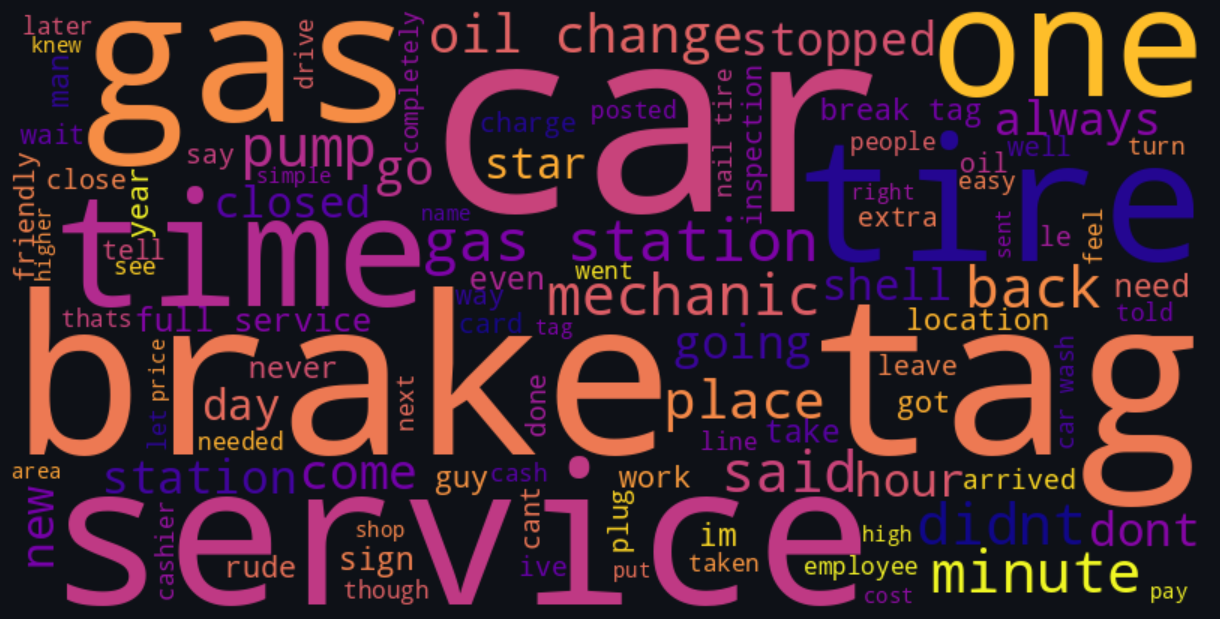 later
knew
man
gas
drive
completely
oil change
stopped
one
wait
say
pump
go
car
charge
posted
star
nail tire
inspection
break tag
always
people
oil
well
turn
easy
right
extra
tire
sent
le
feel
friendly
higher
close
year
simple
closed
name
time
tell
see
gas station
even
went
way
card
tag
mechanic
shell
back
need
told
location
thats
full service
never
price
let
day
needed
next
done
brake tag
going
place
line
take
leave
got
car wash
area
station
come
guy
cash
work
said
hour
arrived
new
cashier
service
rude
shop
sign
though
cant
ive
plug
put
im
taken
high
employee
cost
didnt
dont
minute
pay